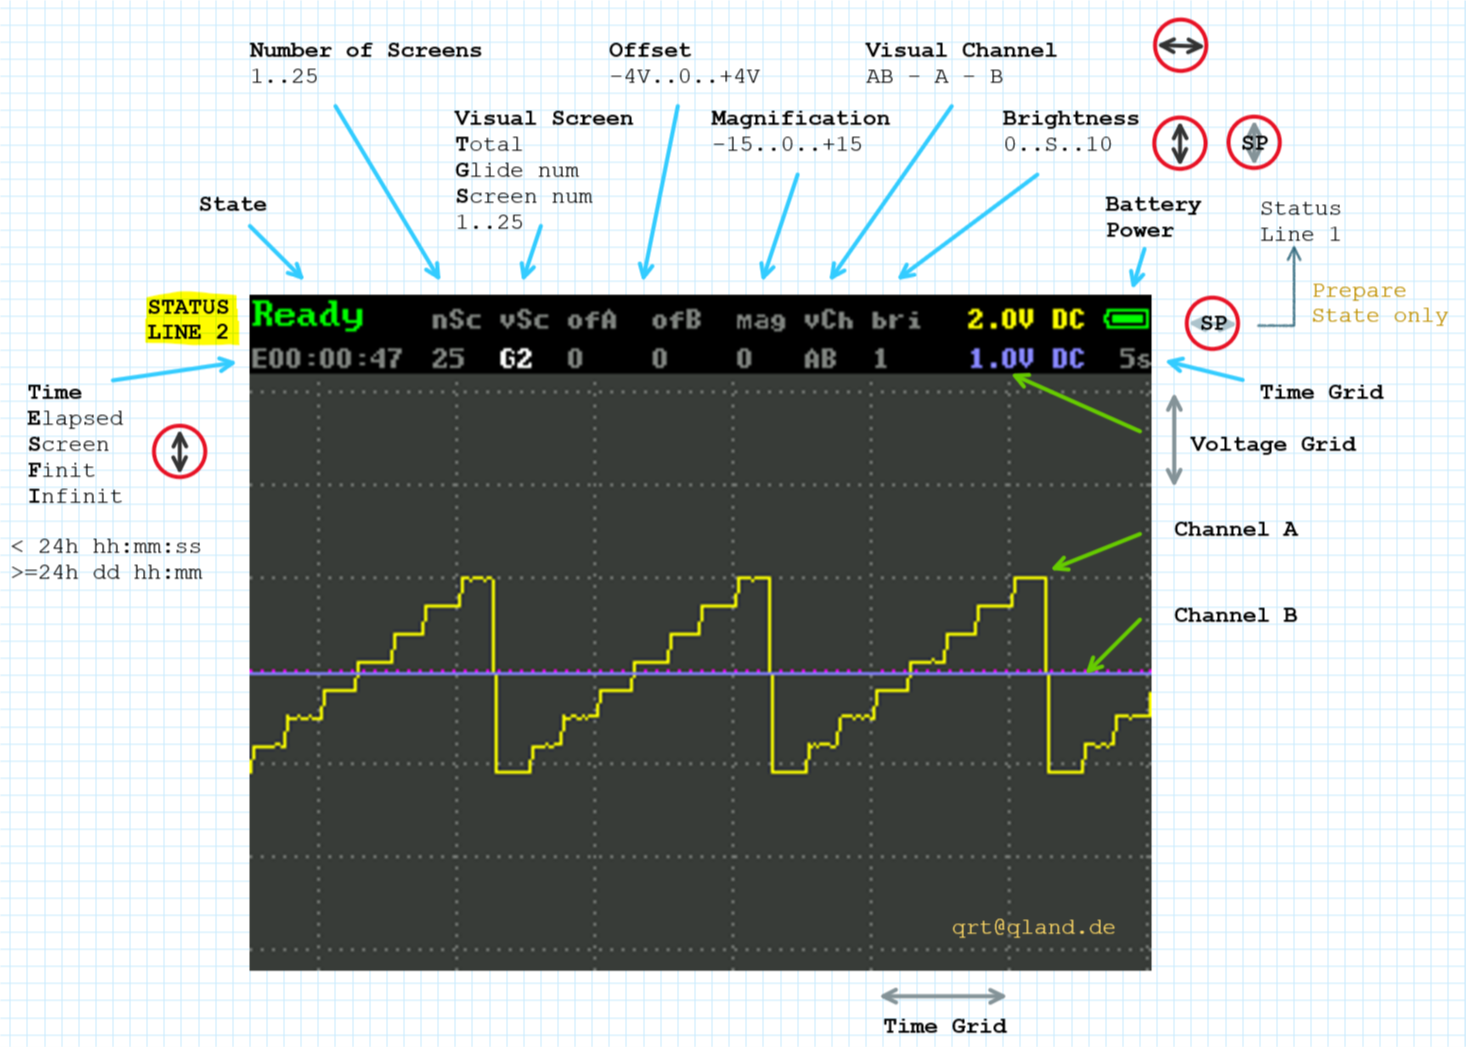 Number of Screens
1..25
Offset
-4V..0..+4V
Visual Channel
AB - A - B
Visual Screen
Total
Glide num
Screen num
1..25
Magnification
-15..0..+15
Brightness
0..S..10
SP
State
Battery
Power
Status
Line 1
Prepare
State only
SP
STATUS
LINE 2
Ready
nSc vSc ofA ofB mag vCh bri 2.0V DC
E00:00:47 25 G2 0 0 0 AB 1 1.0V DC 5s
Time
Elapsed
Screen
Finit
Infinit
< 24h hh:mm:ss
>=24h dd hh:mm
Time Grid
Voltage Grid
Channel A
Channel B
qrt@qland.de
Time Grid